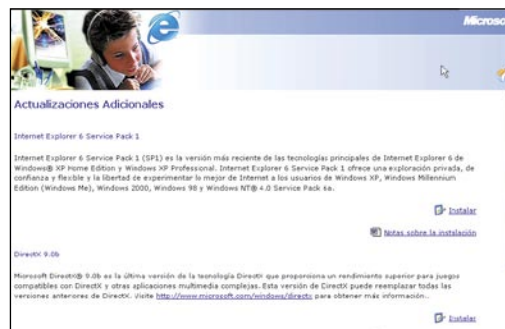 Microso
Actualizaciones Adicionales
Internet Explorer 6 Service Pack 1
Internet Explorer 6 Service Pack 1 (SP1) es la versión más reciente de las tecnologías principales de Internet Explorer 6 de
Windows® XP Home Edition y Windows XP Professional. Internet Explorer 6 Service Pack 1 ofrece una exploración privada, de
confianza y flexible y la libertad de experimentar lo mejor de Internet a los usuarios de Windows XP, Windows Millennium
Edition (Windows Me), Windows 2000, Windows 98 y Windows NT® 4.0 Service Pack 6a.
Instalar
Notas sobre la instalación
DirectX 9.0b
Microsoft DirectX® 9.0b es la última versión de la tecnología DirectX que proporciona un rendimiento superior para juegos
compatibles con DirectX y otras aplicaciones multimedia complejas. Esta versión de DirectX puede reemplazar todas las
versiones anteriores de DirectX. Visite http://www.microsoft.com/windows/directx para obtener más información..
Instalar